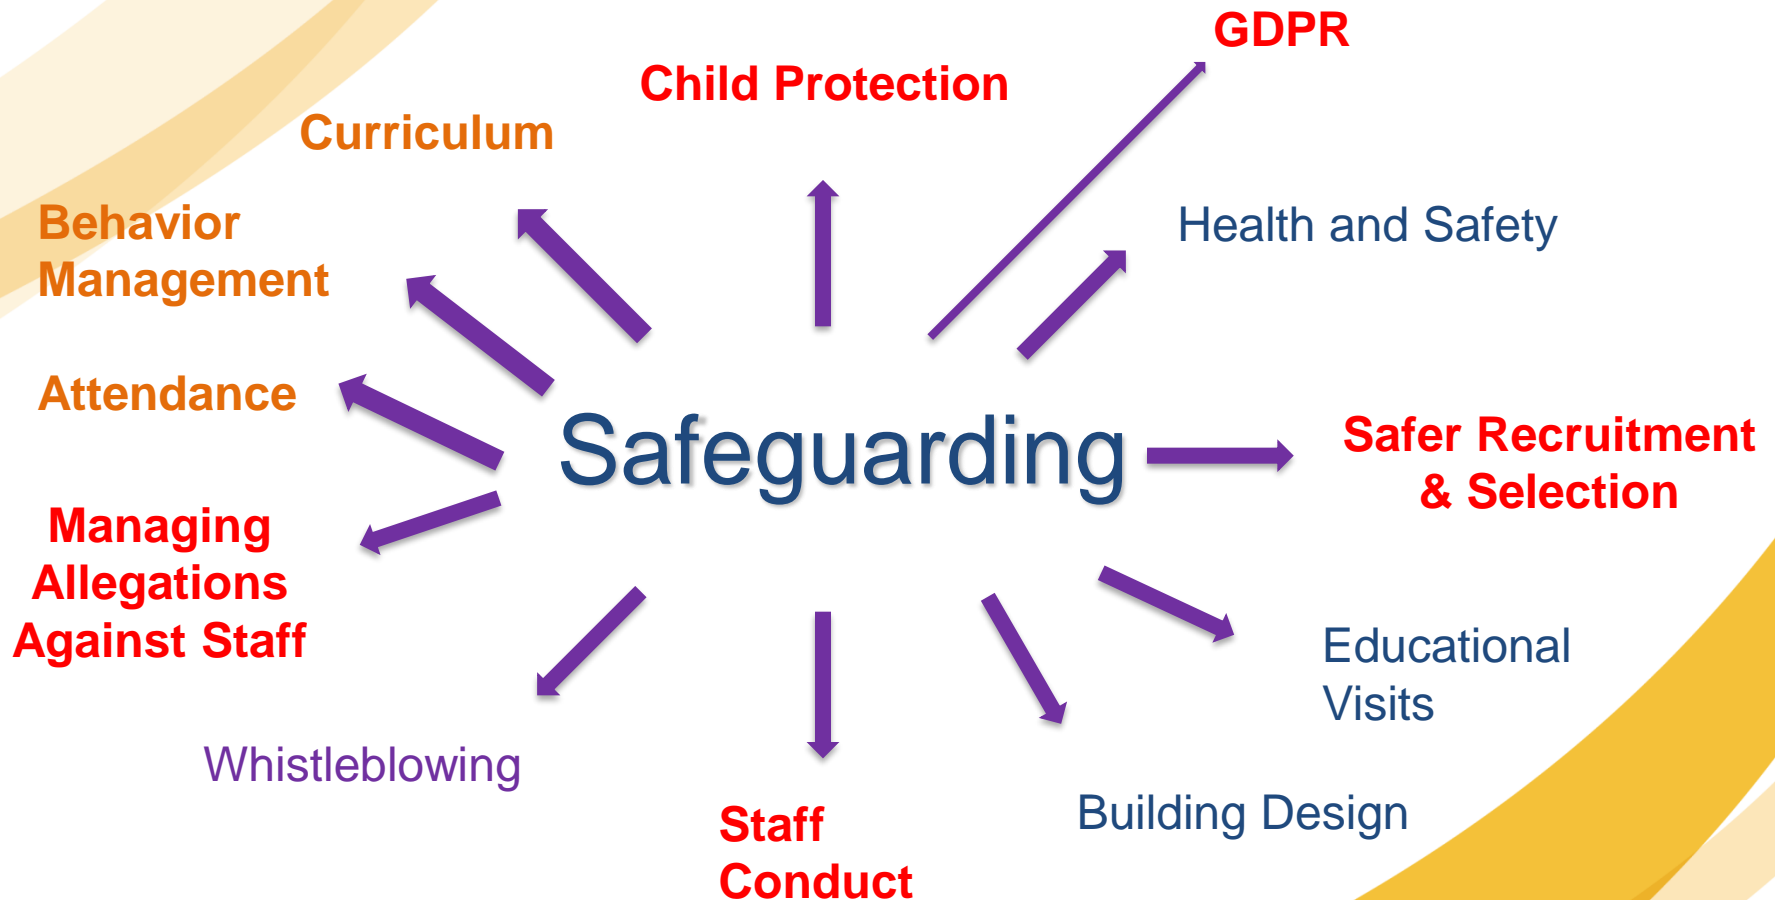 GDPR
Child Protection
Curriculum
Behavior
Management
Health and Safety
Attendance
Safeguarding
Safer Recruitment
& Selection
Managing
Allegations
Against Staff
Educational
Visits
Whistleblowing
Building Design
Staff
Conduct